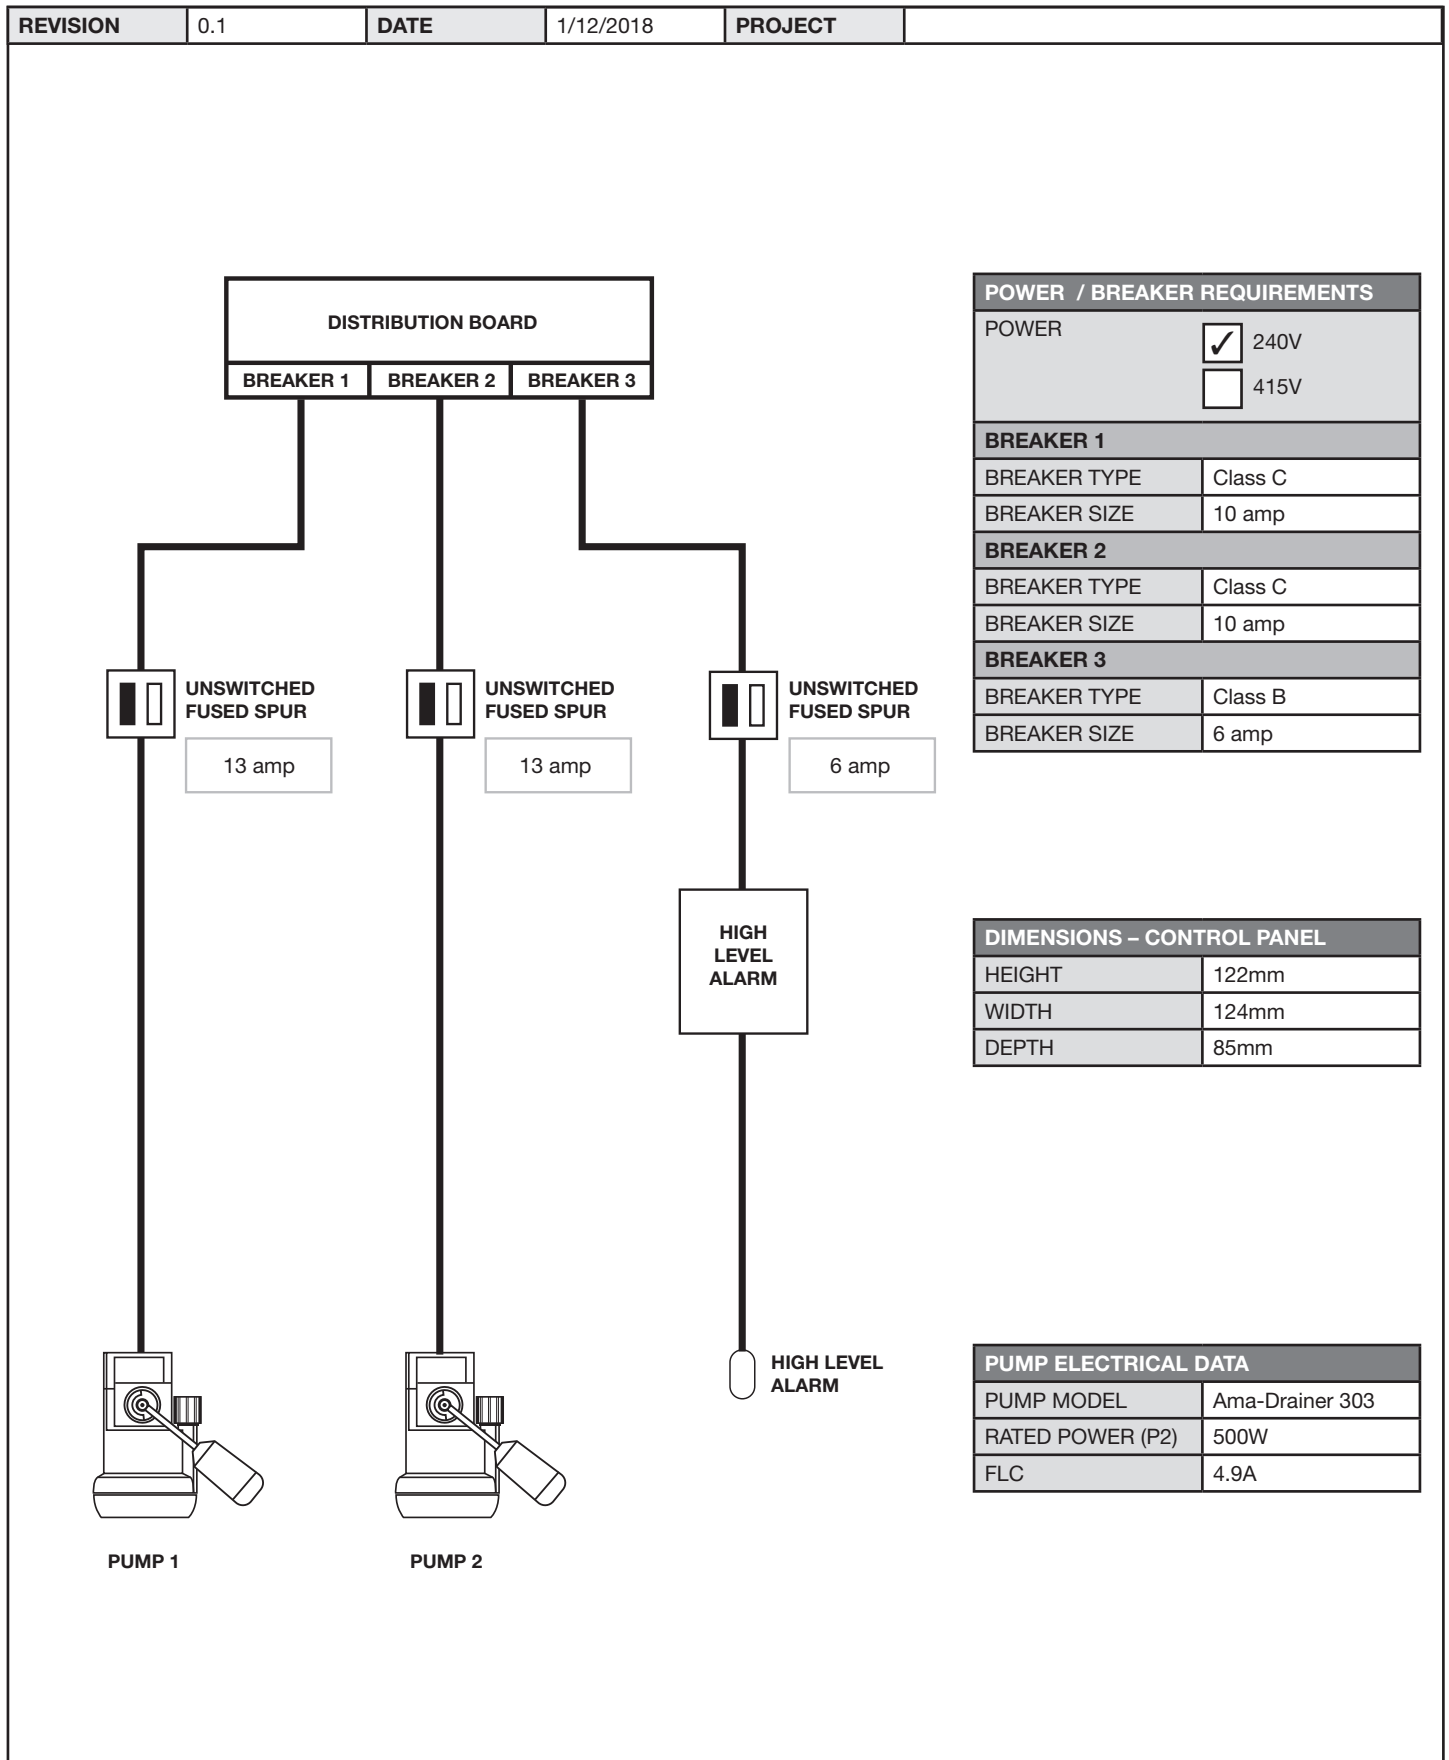 REVISION 0.1 DATE 1/12/2018 PROJECT
DISTRIBUTION BOARD
BREAKER 1 BREAKER 2 BREAKER 3
UNSWITCHED
FUSED SPUR
13 amp
UNSWITCHED
FUSED SPUR
13 amp
UNSWITCHED
FUSED SPUR
6 amp
HIGH
LEVEL
ALARM
HIGH LEVEL
ALARM
PUMP 1
PUMP 2
POWER / BREAKER REQUIREMENTS
POWER ✓ 240V
415V
BREAKER 1
BREAKER TYPE Class C
BREAKER SIZE 10 amp
BREAKER 2
BREAKER TYPE Class C
BREAKER SIZE 10 amp
BREAKER 3
BREAKER TYPE Class B
BREAKER SIZE 6 amp
DIMENSIONS – CONTROL PANEL
HEIGHT 122mm
WIDTH 124mm
DEPTH 85mm
PUMP ELECTRICAL DATA
PUMP MODEL Ama-Drainer 303
RATED POWER (P2) 500W
FLC 4.9A